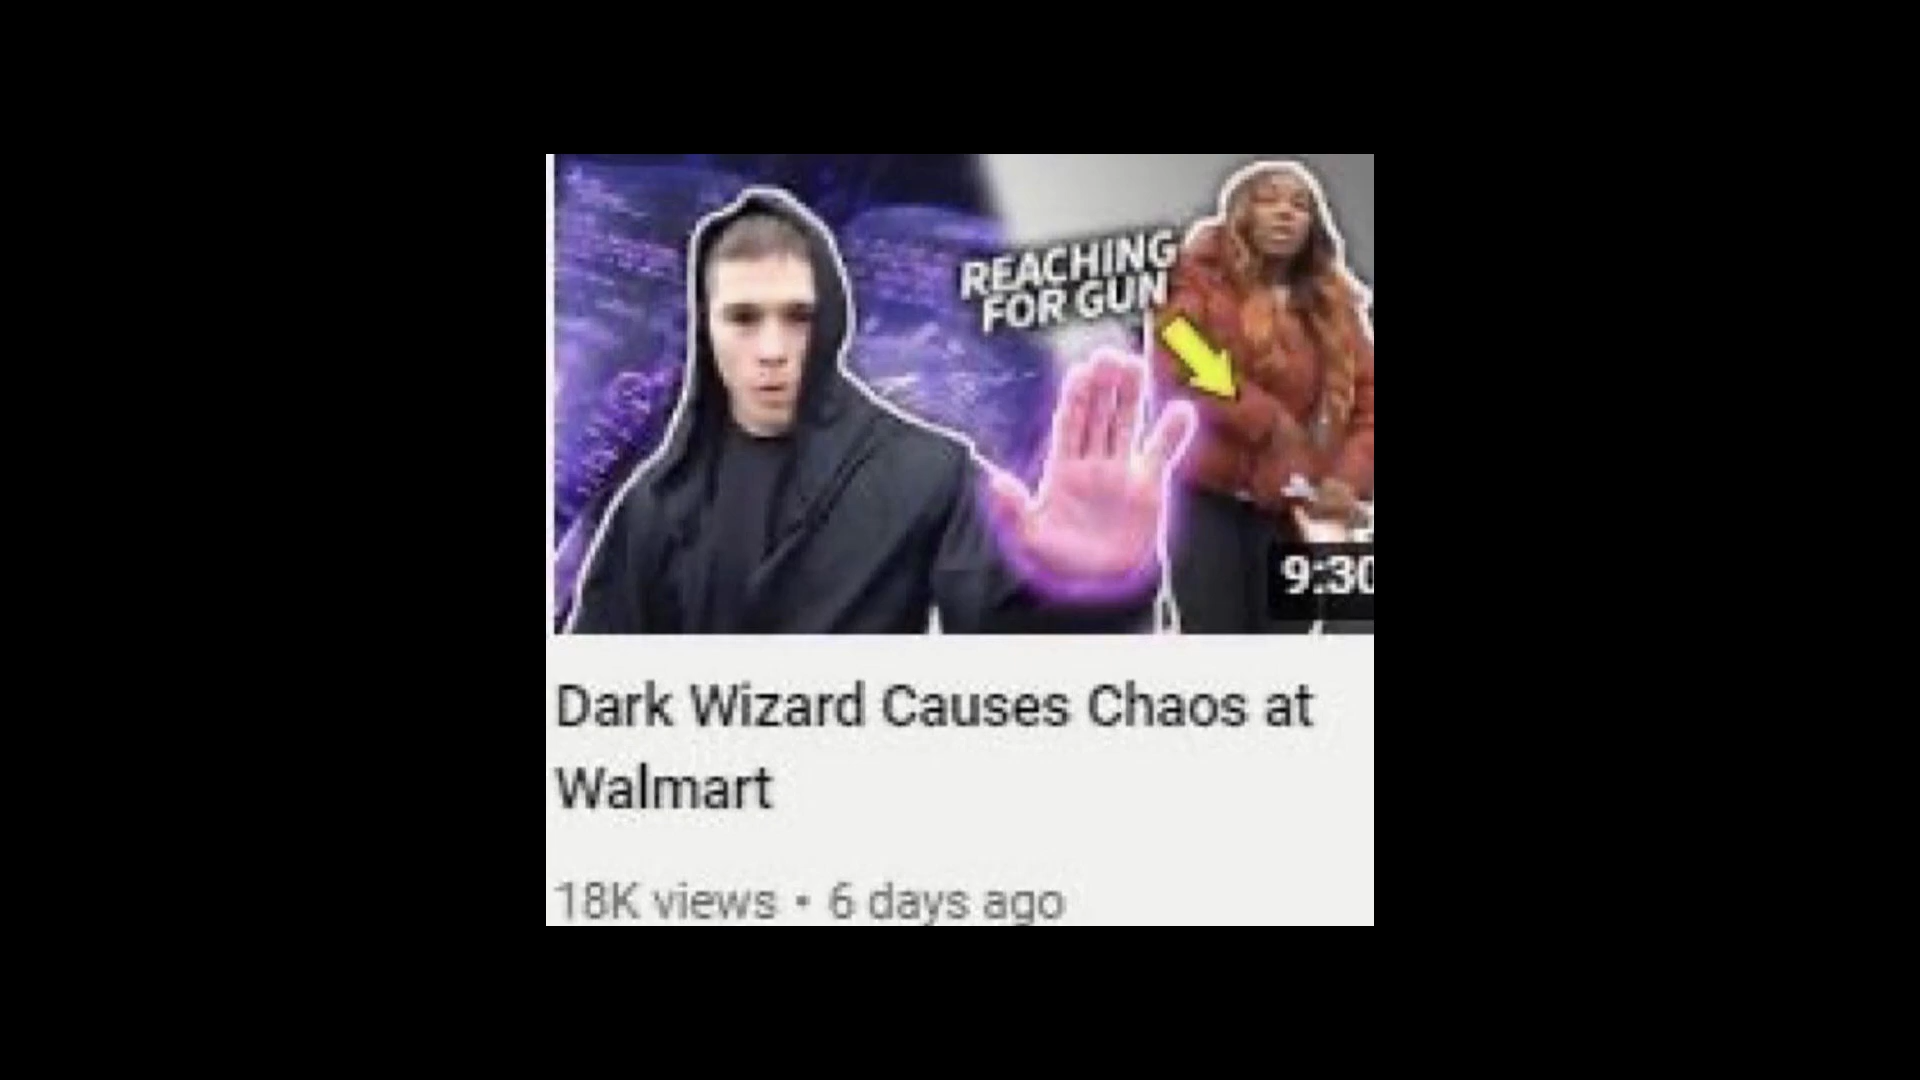 REACHING
FOR GUN
9:30
Dark Wizard Causes Chaos at
Walmart
18K views • 6 days ago